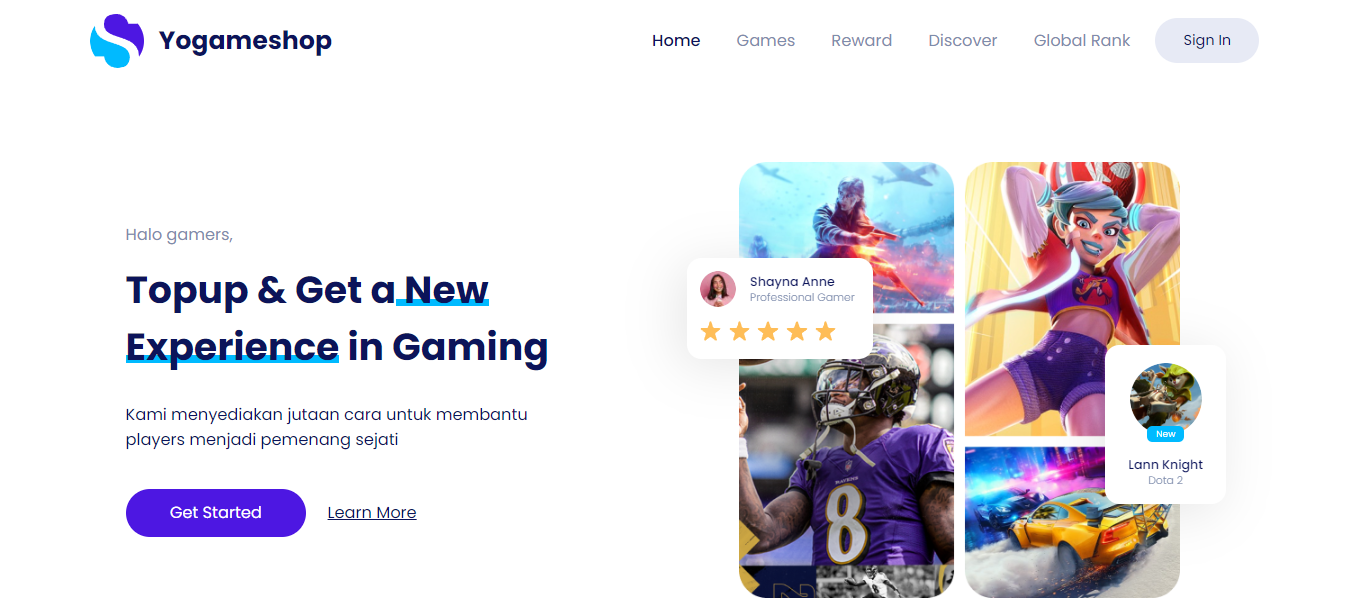 Yogameshop
Home
Games
Reward
Discover
Global Rank
Sign In
Halo gamers,
Topup & Get a New
Experience in Gaming
Kami menyediakan jutaan cara untuk membantu
players menjadi pemenang sejati
Get Started
Learn More
Shayna Anne
Professional Gamer
RAVENS
8
New
Lann Knight
Dota 2